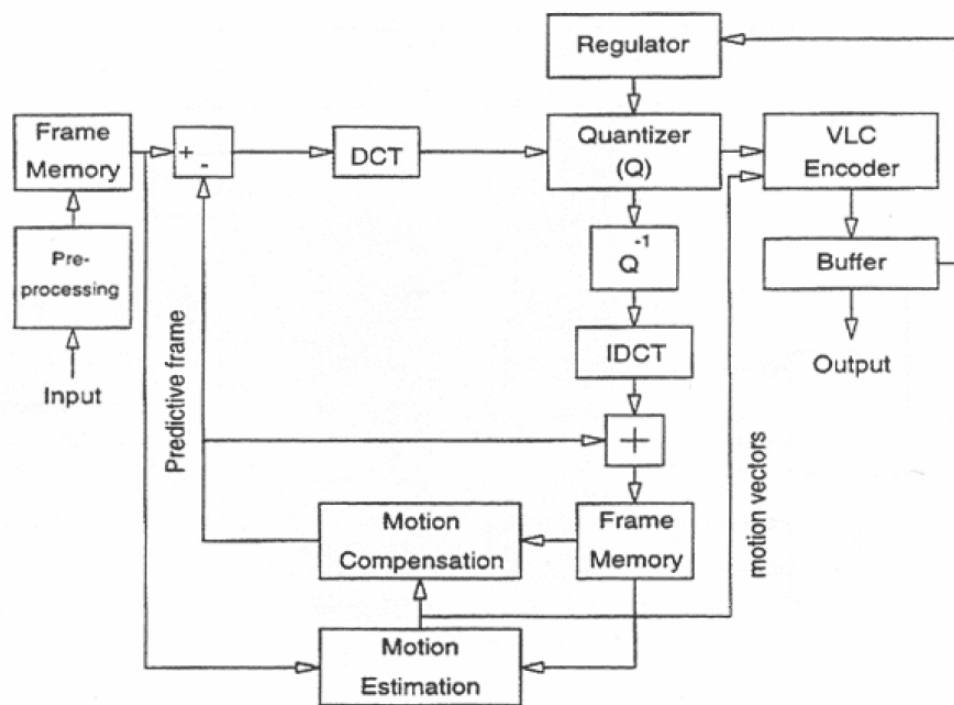 Regulator
Frame
Memory
+
-
DCT
Quantizer
(Q)
VLC
Encoder
Pre-
processing
Q-1
Buffer
IDCT
Input
Output
Predictive frame
+
motion vectors
Motion
Compensation
Frame
Memory
Motion
Estimation